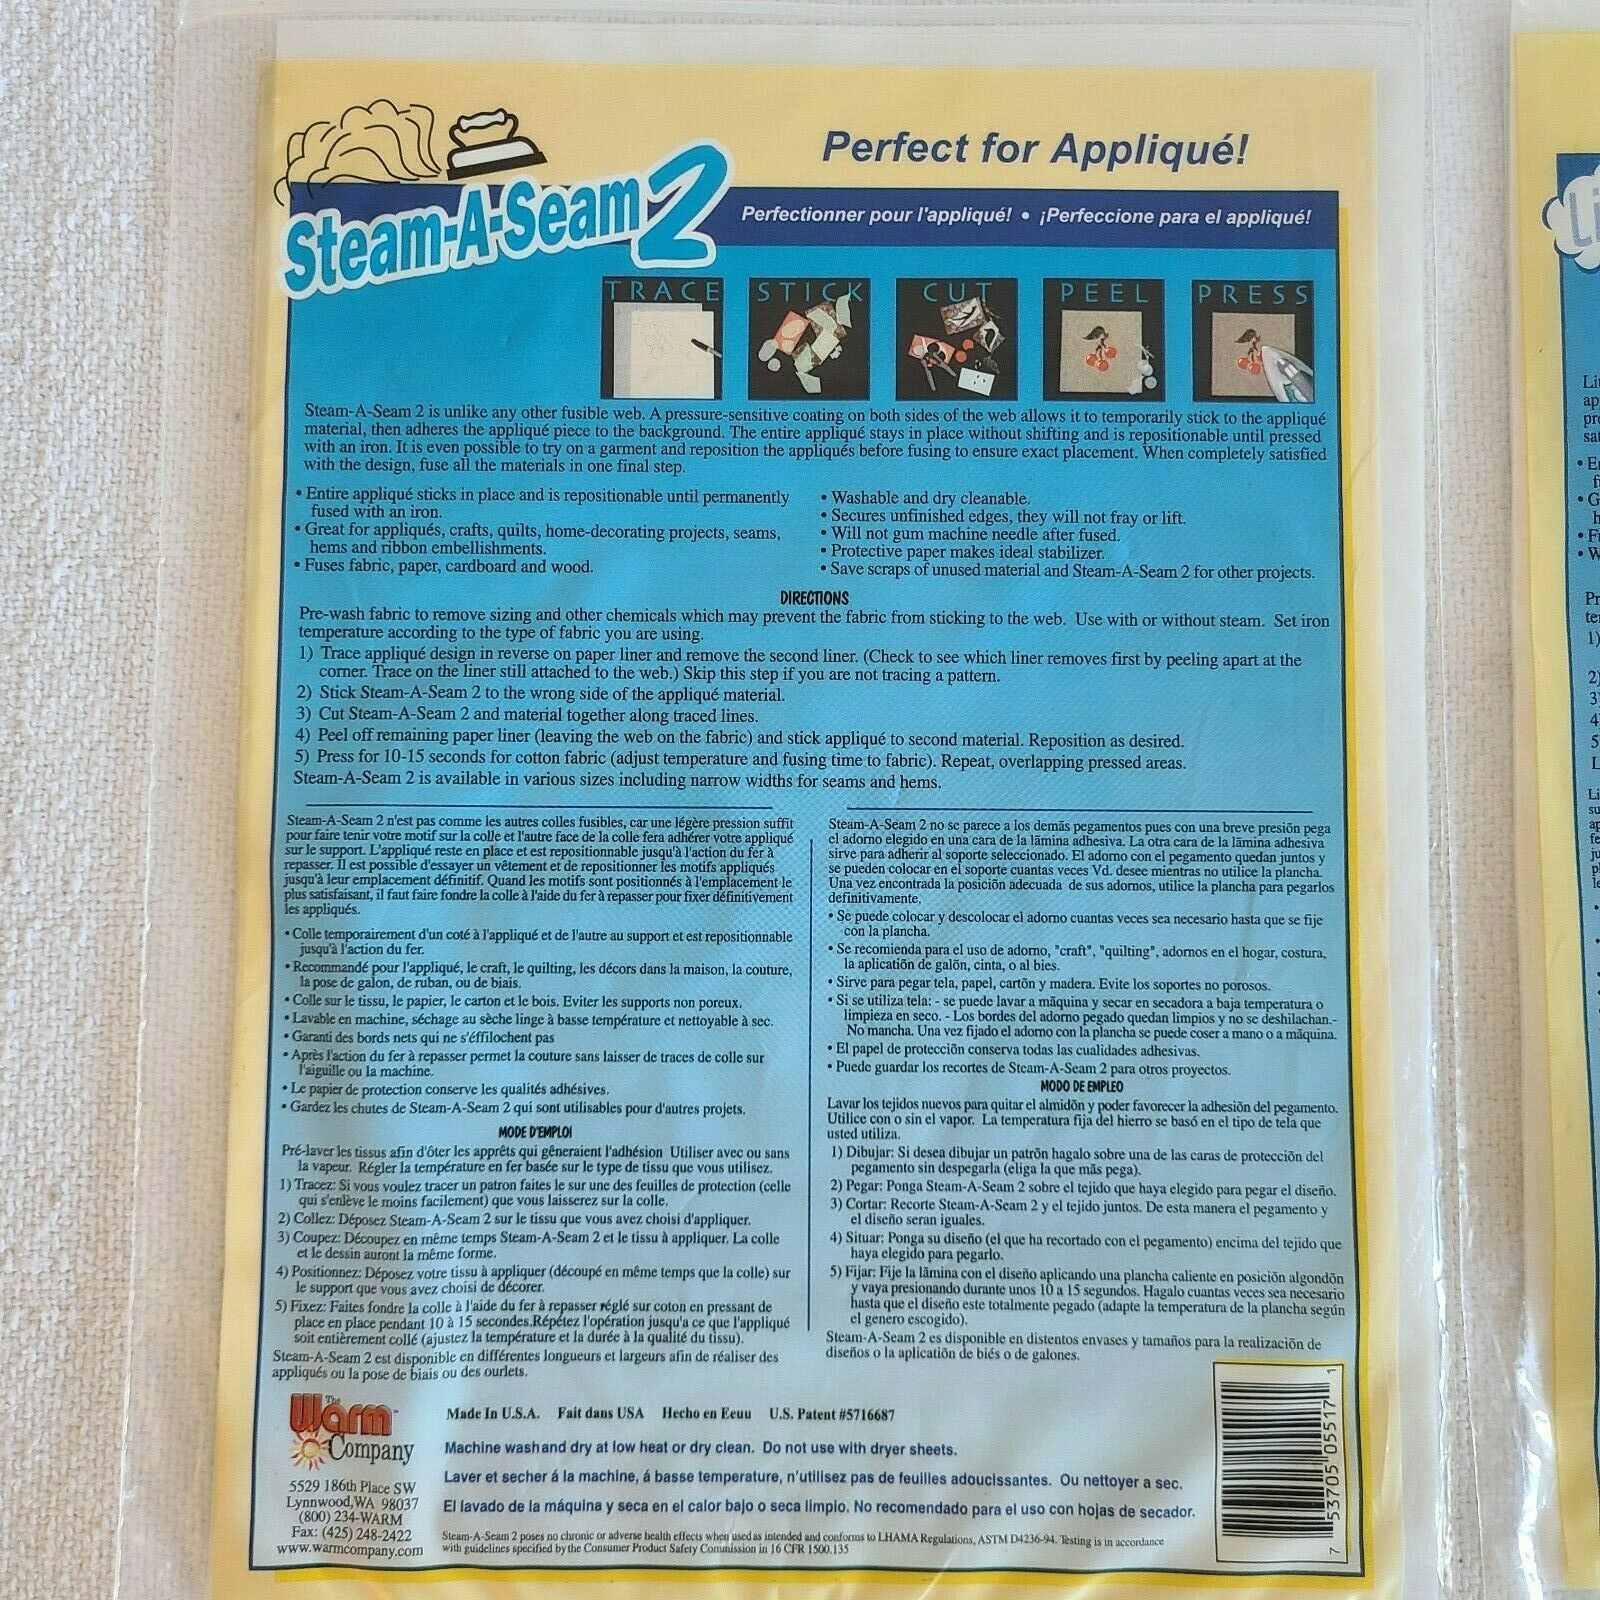 Perfect for Appliqué!
Steam-A-Seam 2
Perfectionner pour l'appliqué! • ¡Perfeccione para el appliqué!
TRACE STICK CUT PEEL PRESS
Steam-A-Seam 2 is unlike any other fusible web. A pressure-sensitive coating on both sides of the web allows it to temporarily stick to the appliqué
material, then adheres the appliqué piece to the background. The entire appliqué stays in place without shifting and is repositionable until pressed
with an iron. It is even possible to try on a garment and reposition the appliqués before fusing to ensure exact placement. When completely satisfied
with the design, fuse all the materials in one final step.
• Entire appliqué sticks in place and is repositionable until permanently
fused with an iron.
• Great for appliqués, crafts, quilts, home-decorating projects, seams,
hems and ribbon embellishments.
• Fuses fabric, paper, cardboard and wood.
• Washable and dry cleanable.
• Secures unfinished edges, they will not fray or lift.
• Will not gum machine needle after fused.
• Protective paper makes ideal stabilizer.
• Save scraps of unused material and Steam-A-Seam 2 for other projects.
DIRECTIONS
Pre-wash fabric to remove sizing and other chemicals which may prevent the fabric from sticking to the web. Use with or without steam. Set iron
temperature according to the type of fabric you are using.
1) Trace appliqué design in reverse on paper liner and remove the second liner. (Check to see which liner removes first by peeling apart at the
corner. Trace on the liner still attached to the web.) Skip this step if you are not tracing a pattern.
2) Stick Steam-A-Seam 2 to the wrong side of the appliqué material.
3) Cut Steam-A-Seam 2 and material together along traced lines.
4) Peel off remaining paper liner (leaving the web on the fabric) and stick appliqué to second material. Reposition as desired.
5) Press for 10-15 seconds for cotton fabric (adjust temperature and fusing time to fabric). Repeat, overlapping pressed areas.
Steam-A-Seam 2 is available in various sizes including narrow widths for seams and hems.
Steam-A-Seam 2 n'est pas comme les autres colles fusibles, car une légère pression suffit
pour faire tenir votre motif sur la colle et l'autre face de la colle fera adhérer votre appliqué
sur le support. L'appliqué reste en place et est repositionnable jusqu'à l'action du fer à
repasser. Il est possible d'essayer un vêtement et de repositionner les motifs appliqués
jusqu'à leur emplacement définitif. Quand les motifs sont positionnés à l'emplacement le
plus satisfaisant, il faut faire fondre la colle à l'aide du fer à repasser pour fixer définitivement
les appliqués.
• Colle temporairement d'un coté à l'appliqué et de l'autre au support et est repositionnable
jusqu'à l'action du fer.
• Recommandé pour l'appliqué, le craft, le quilting, les décors dans la maison, la couture,
la pose de galon, de ruban, ou de biais.
• Colle sur le tissu, le papier, le carton et le bois. Eviter les supports non poreux.
• Lavable en machine, séchage au sèche linge à basse température et nettoyable à sec.
• Garanti des bords nets qui ne s'éffilochent pas
• Après l'action du fer à repasser permet la couture sans laisser de traces de colle sur
l'aiguille ou la machine.
• Le papier de protection conserve les qualités adhésives.
• Gardez les chutes de Steam-A-Seam 2 qui sont utilisables pour d'autres projets.
MODE D'EMPLOI
Pré-laver les tissus afin d'ôter les apprêts qui gêneraient l'adhésion Utiliser avec ou sans
la vapeur. Régler la température en fer basée sur le type de tissu que vous utilisez.
1) Tracez: Si vous voulez tracer un patron faites le sur une des feuilles de protection (celle
qui s'enlève le moins facilement) que vous laisserez sur la colle.
2) Collez: Déposez Steam-A-Seam 2 sur le tissu que vous avez choisi d'appliquer.
3) Coupez: Découpez en même temps Steam-A-Seam 2 et le tissu à appliquer. La colle
et le dessin auront la même forme.
4) Positionnez: Déposez votre tissu à appliquer (découpé en même temps que la colle) sur
le support que vous avez choisi de décorer.
5) Fixez: Faites fondre la colle à l'aide du fer à repasser réglé sur coton en pressant de
place en place pendant 10 à 15 secondes.Répétez l'opération jusqu'a ce que l'appliqué
soit entièrement collé (ajustez la température et la durée à la qualité du tissu).
Steam-A-Seam 2 est disponible en différentes longueurs et largeurs afin de réaliser des
appliqués ou la pose de biais ou des ourlets.
Steam-A-Seam 2 no se parece a los demãs pegamentos pues con una breve presiõn pega
el adorno elegido en una cara de la lãmina adhesiva. La otra cara de la lãmina adhesiva
sirve para adherir al soporte seleccionado. El adorno con el pegamento quedan juntos y
se pueden colocar en el soporte cuantas veces Vd. desee mientras no utilice la plancha.
Una vez encontrada la posiciõn adecuada de sus adornos, utilice la plancha para pegarlos
definitivamente.
• Se puede colocar y descolocar el adorno cuantas veces sea necesario hasta que se fije
con la plancha.
• Se recomienda para el uso de adorno, "craft", "quilting", adornos en el hogar, costura,
la aplicatiõn de galõn, cinta, o al bies.
• Sirve para pegar tela, papel, cartõn y madera. Evite los soportes no porosos.
• Si se utiliza tela: - se puede lavar a mãquina y secar en secadora a baja temperatura o
limpieza en seco. - Los bordes del adorno pegado quedan limpios y no se deshilachan.-
No mancha. Una vez fijado el adorno con la plancha se puede coser a mano o a mãquina.
• El papel de protecciõn conserva todas las cualidades adhesivas.
• Puede guardar los recortes de Steam-A-Seam 2 para otros proyectos.
MODO DE EMPLEO
Lavar los tejidos nuevos para quitar el almidõn y poder favorecer la adhesiõn del pegamento.
Utilice con o sin el vapor. La temperatura fija del hierro se basó en el tipo de tela que
usted utiliza.
1) Dibujar: Si desea dibujar un patrõn hagalo sobre una de las caras de protecciõn del
pegamento sin despegarla (eliga la que mãs pega).
2) Pegar: Ponga Steam-A-Seam 2 sobre el tejido que haya elegido para pegar el diseño.
3) Cortar: Recorte Steam-A-Seam 2 y el tejido juntos. De esta manera el pegamento y
el diseño seran iguales.
4) Situar: Ponga su diseño (el que ha recortado con el pegamento) encima del tejido que
haya elegido para pegarlo.
5) Fijar: Fije la lãmina con el diseño aplicando una plancha caliente en posiciõn algondõn
y vaya presionando durante unos 10 a 15 segundos. Hagalo cuantas veces sea necesario
hasta que el diseño este totalmente pegado (adapte la temperatura de la plancha según
el genero escogido).
Steam-A-Seam 2 es disponible en distentos envases y tamaños para la realización de
diseños o la aplicatiõn de biés o de galones.
The Warm Company
5529 186th Place SW
Lynnwood,WA 98037
(800) 234-WARM
Fax: (425) 248-2422
www.warmcompany.com
Made In U.S.A. Fait dans USA Hecho en Eeuu U.S. Patent #5716687
Machine wash and dry at low heat or dry clean. Do not use with dryer sheets.
Laver et secher á la machine, á basse temperature, n'utilisez pas de feuilles adoucissantes. Ou nettoyer a sec.
El lavado de la máquina y seca en el calor bajo o seca limpio. No recomendado para el uso con hojas de secador.
Steam-A-Seam 2 poses no chronic or adverse health effects when used as intended and conforms to LHAMA Regulations, ASTM D4236-94. Testing is in accordance
with guidelines specified by the Consumer Product Safety Commission in 16 CFR 1500.135
7 53705 05517 1